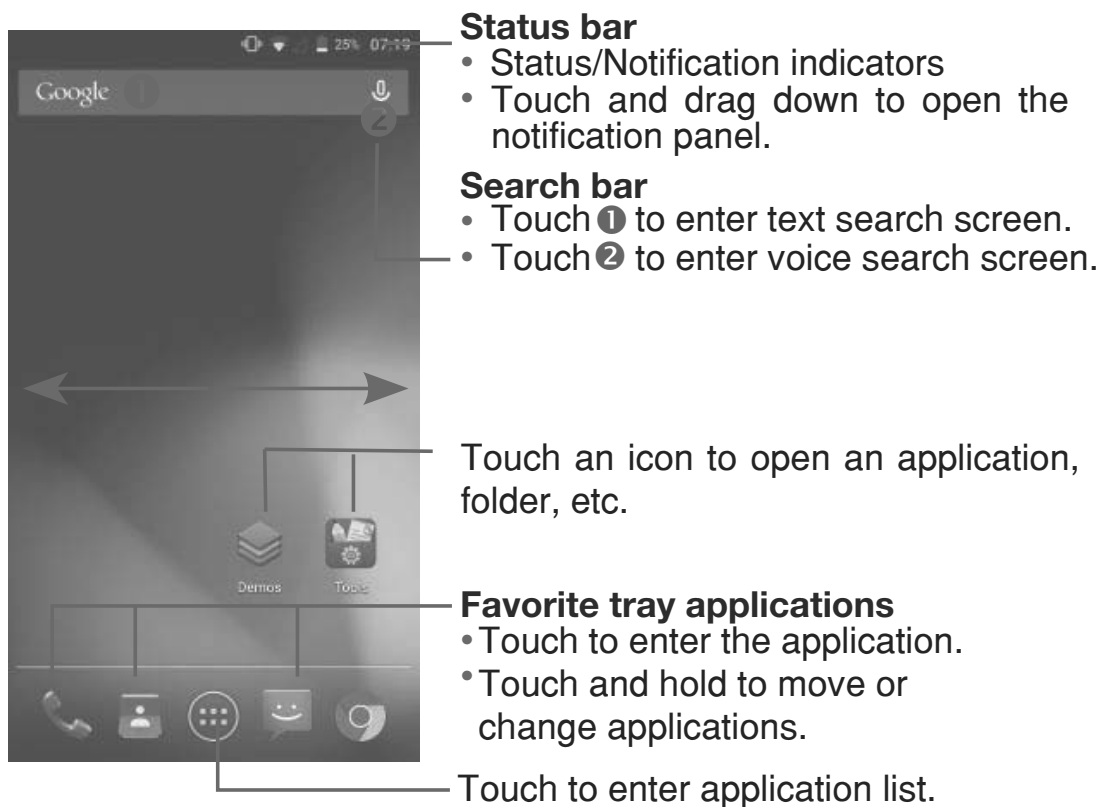 25% 07:19
Google ❶
❷
Demos Tools
Status bar
• Status/Notification indicators
• Touch and drag down to open the
notification panel.
Search bar
• Touch ❶ to enter text search screen.
• Touch ❷ to enter voice search screen.
Touch an icon to open an application,
folder, etc.
Favorite tray applications
• Touch to enter the application.
• Touch and hold to move or
change applications.
Touch to enter application list.